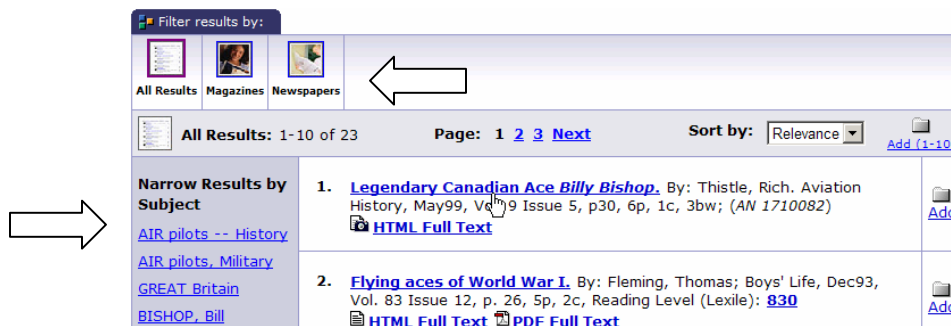 Filter results by:
All Results Magazines Newspapers
All Results: 1-10 of 23 Page: 1 2 3 Next Sort by: Relevance
Add (1-10
Narrow Results by
Subject
AIR pilots -- History
AIR pilots, Military
GREAT Britain
BISHOP, Bill
1. Legendary Canadian Ace Billy Bishop. By: Thistle, Rich. Aviation
History, May99, 9 Issue 5, p30, 6p, 1c, 3bw; (AN 1710082)
HTML Full Text
Add
2. Flying aces of World War I. By: Fleming, Thomas; Boys' Life, Dec93,
Vol. 83 Issue 12, p. 26, 5p, 2c, Reading Level (Lexile): 830
HTML Full Text PDF Full Text
Add